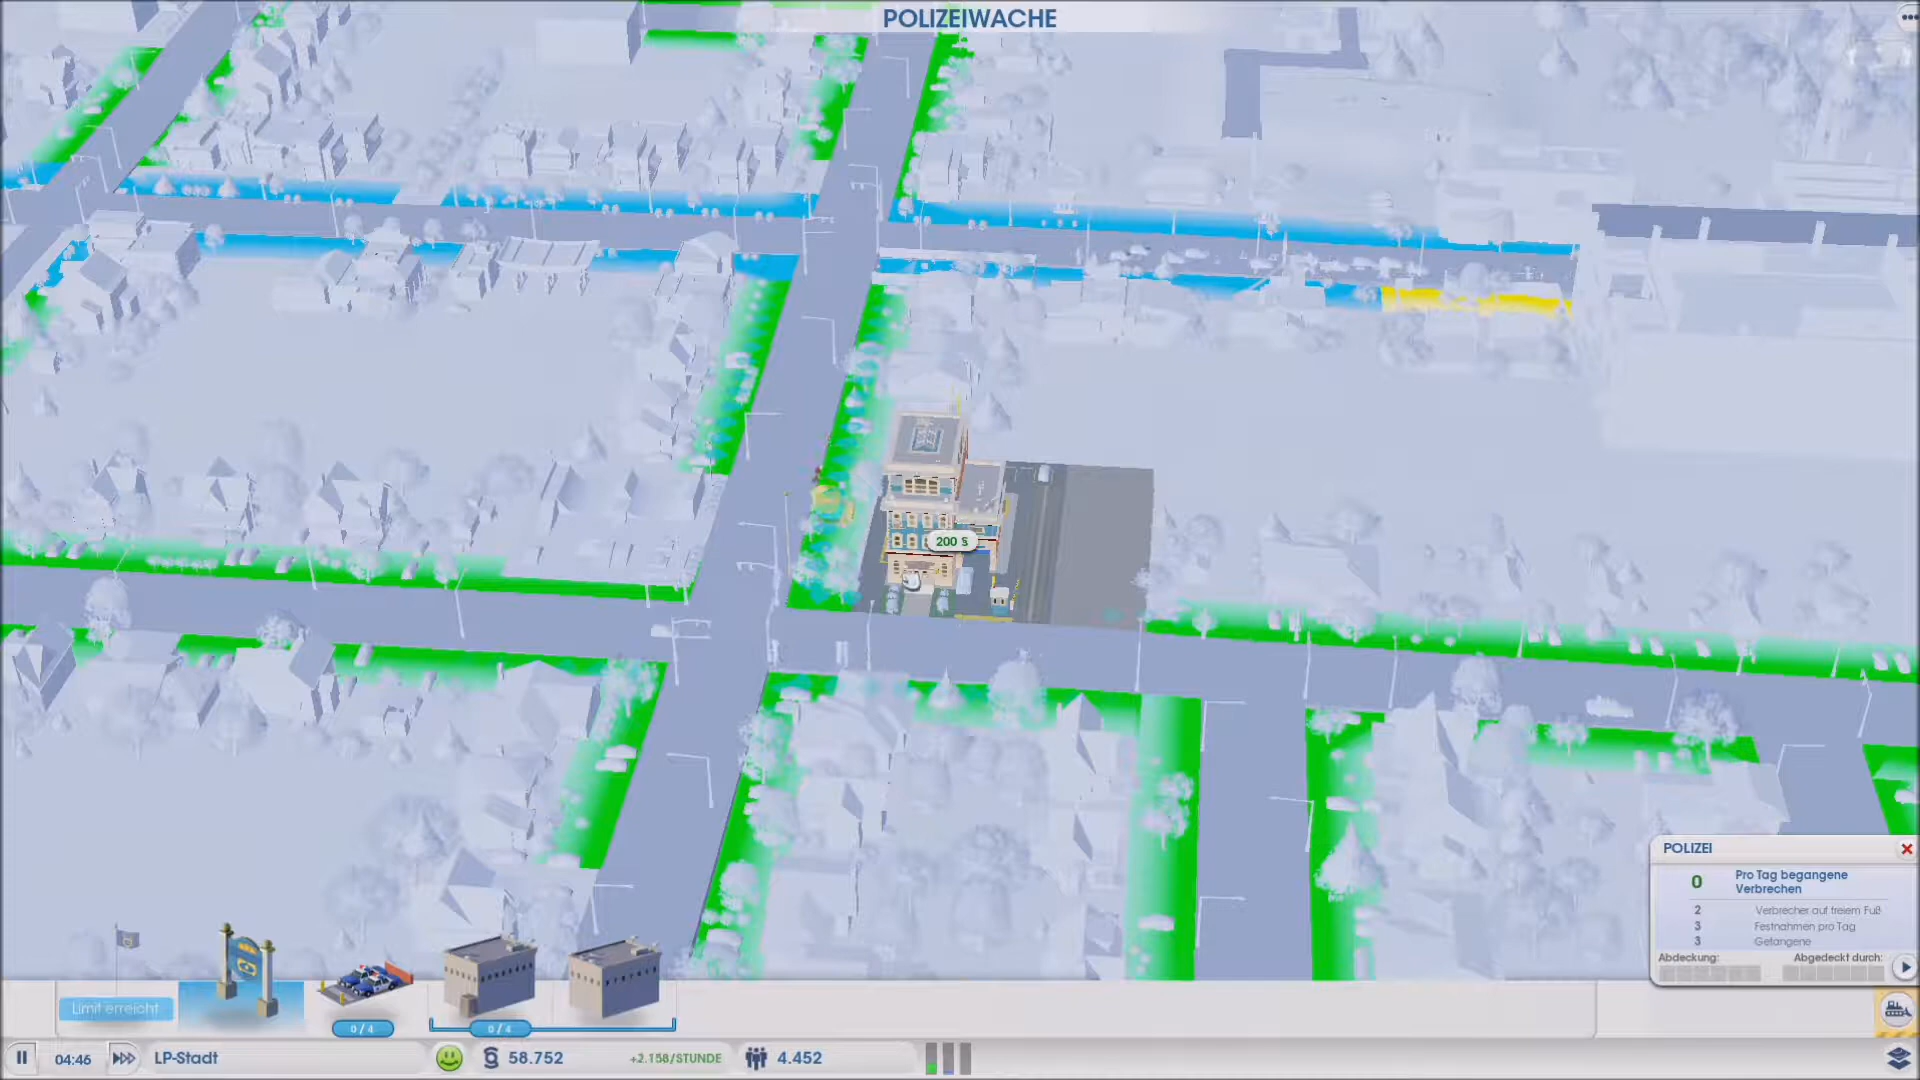 POLIZEIWACHE
200 $
POLIZEI
0 Pro Tag begangene
Verbrechen
2 Verbrecher auf freiem Fuß
3 Festnahmen pro Tag
3 Gefangene
Abdeckung: Abgedeckt durch:
Limit erreicht
0/4
0/4
04:46
LP-Stadt
58.752
+2.158/STUNDE
4.452